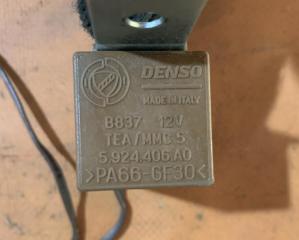 DENSO
MADE IN ITALY
B837 12V
TEA/MMC 5
5.924.406.A0
>PA66-GF30<